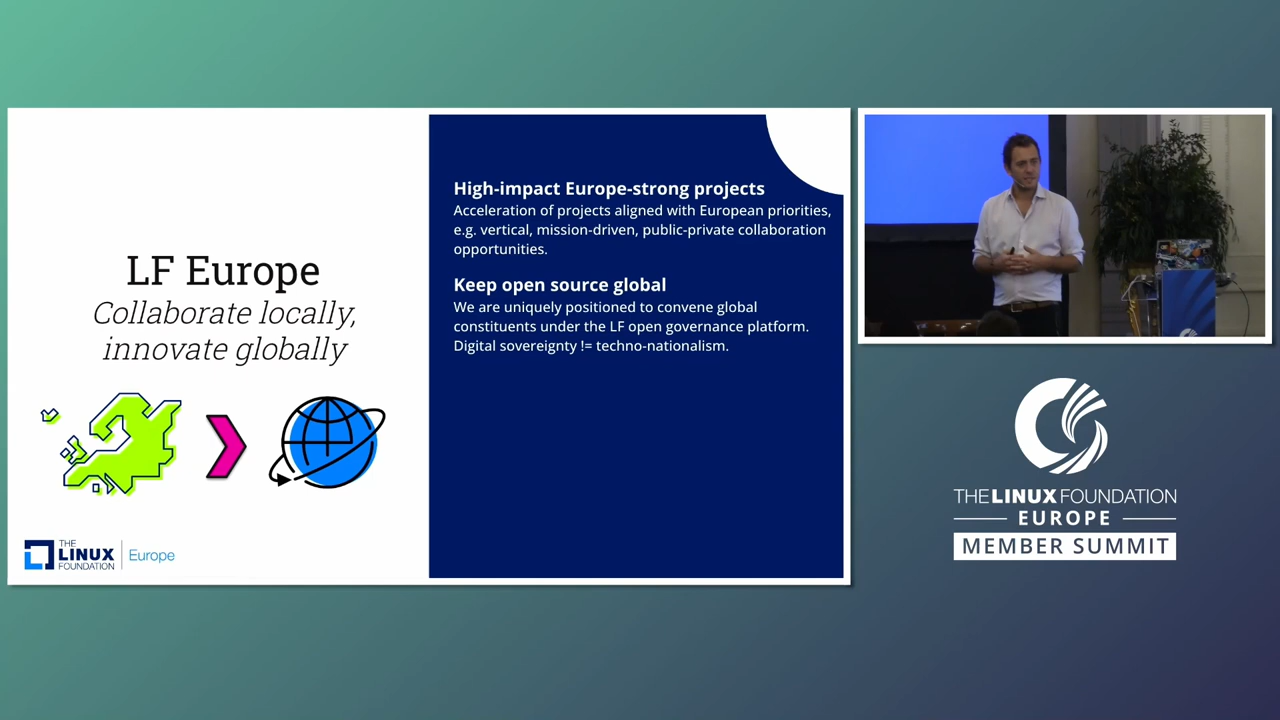 LF Europe
Collaborate locally,
innovate globally
THE
LINUX
FOUNDATION
Europe
High-impact Europe-strong projects
Acceleration of projects aligned with European priorities,
e.g. vertical, mission-driven, public-private collaboration
opportunities.
Keep open source global
We are uniquely positioned to convene global
constituents under the LF open governance platform.
Digital sovereignty != techno-nationalism.
THE LINUX FOUNDATION
EUROPE
MEMBER SUMMIT